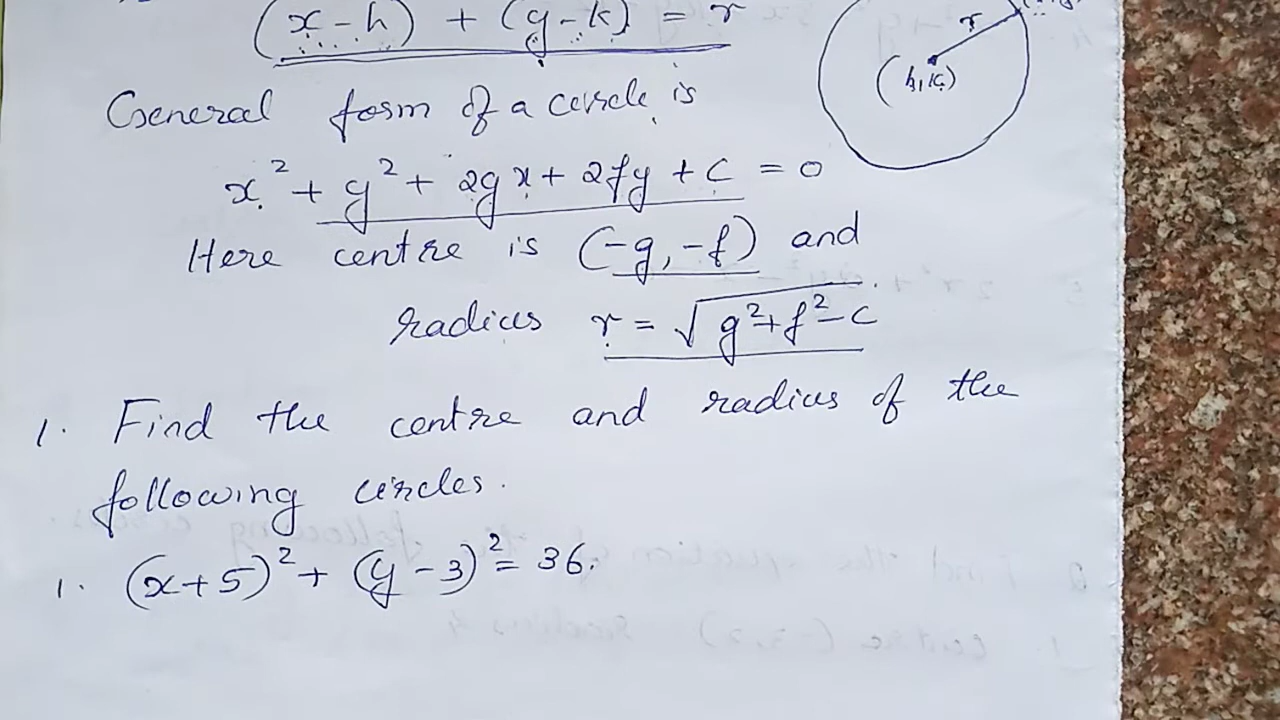 (x - h) + (y - k) = r
r
(h, k)
General form of a circle is
x² + y² + 2gx + 2fy + c = 0
Here centre is (-g, -f) and
radius r = √g²+f²-c
1. Find the centre and radius of the
following circles.
1. (x+5)² + (y-3)² = 36.